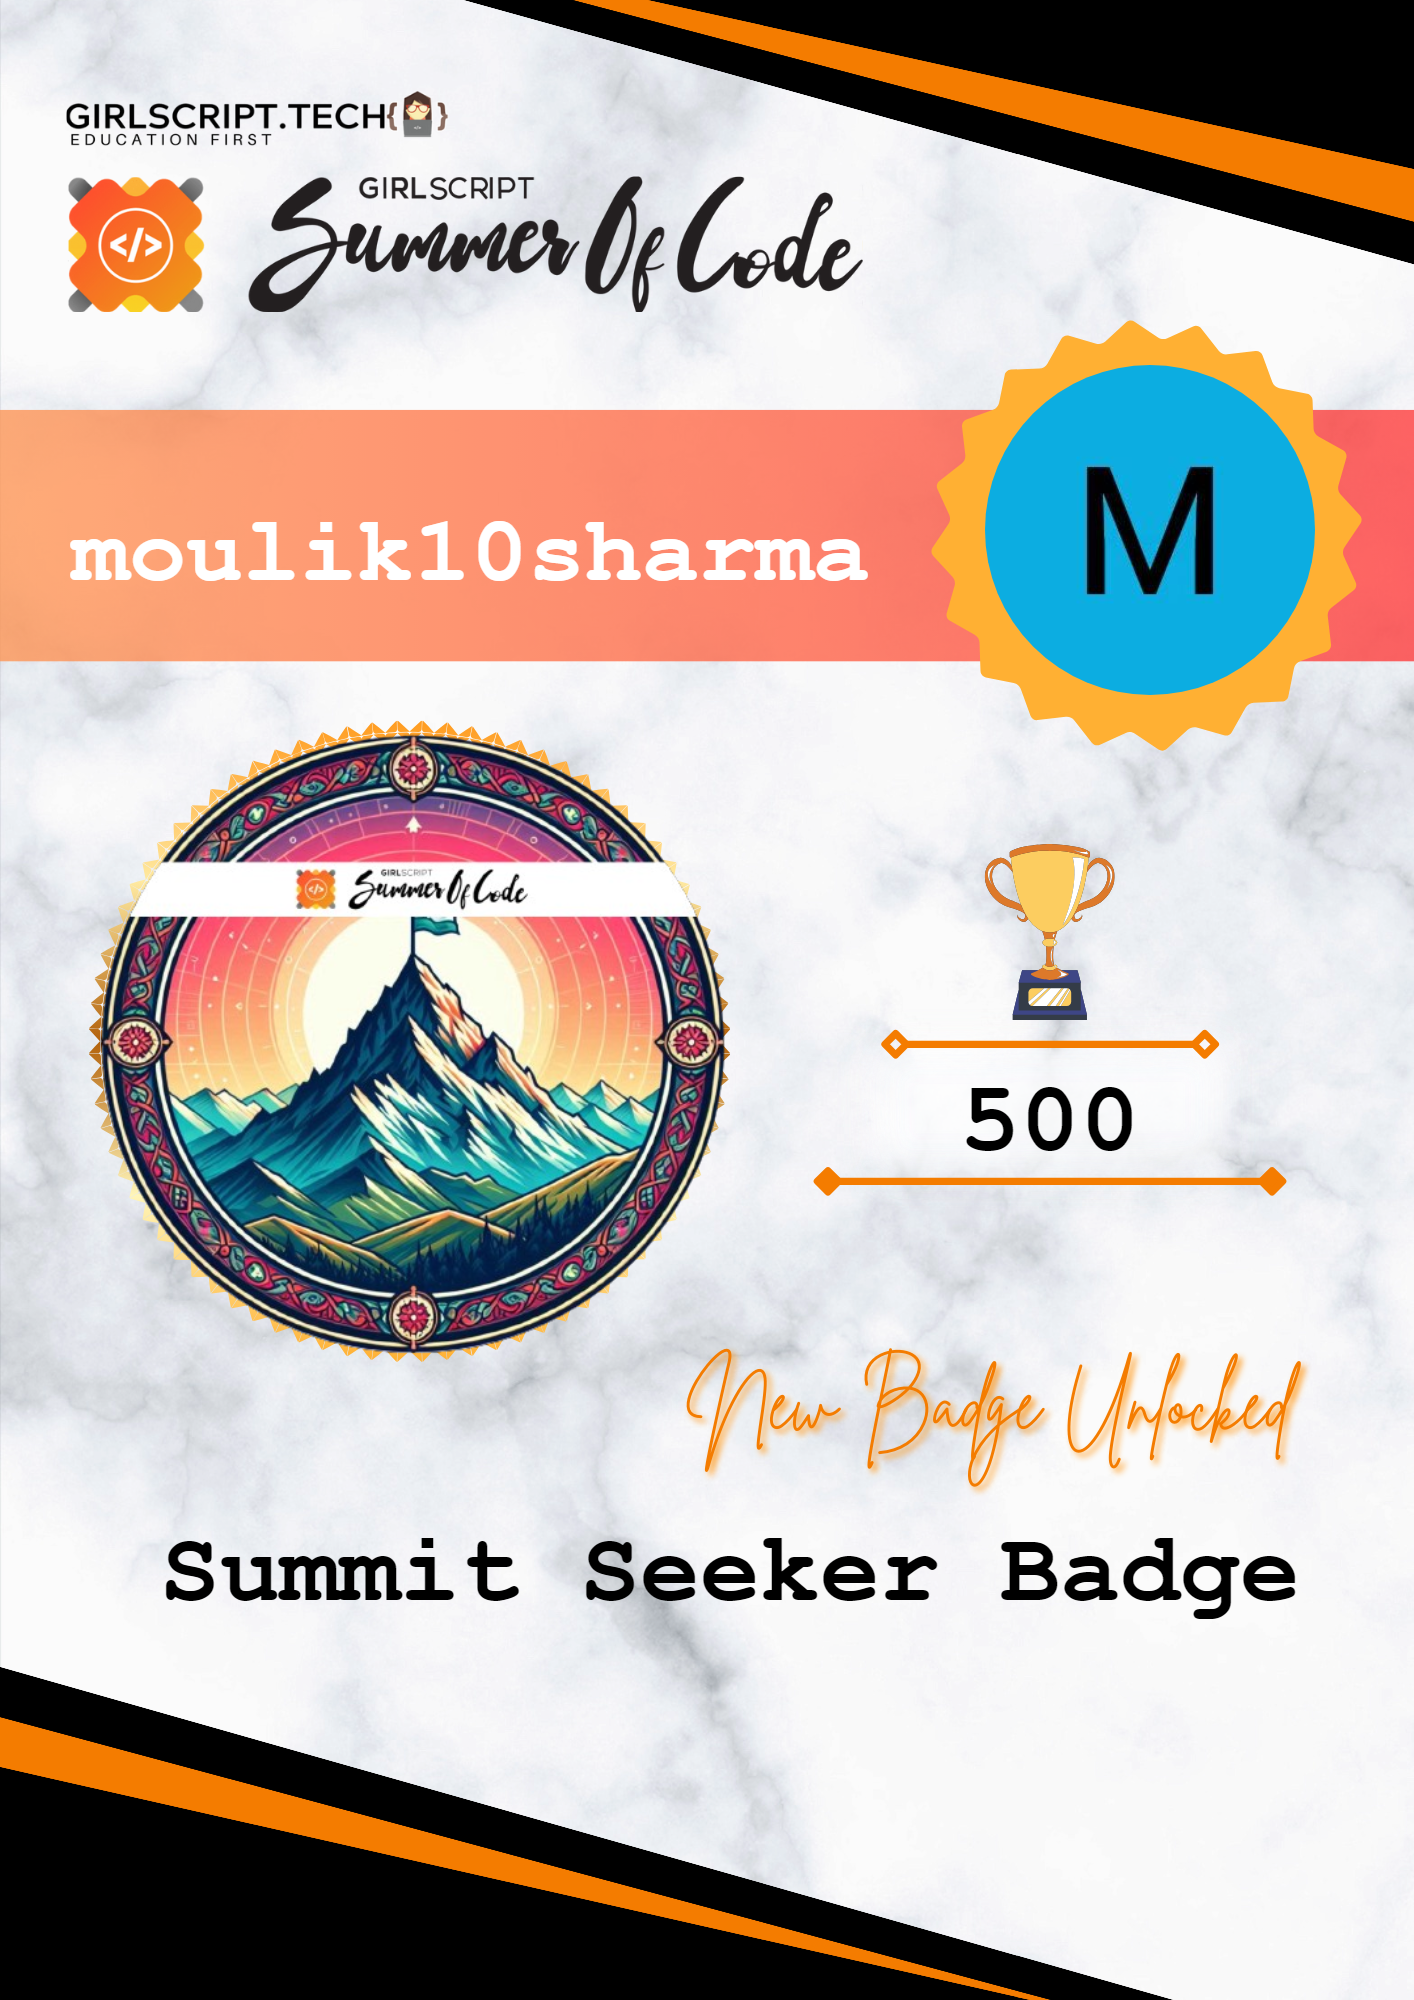 GIRLSCRIPT.TECH{ }
EDUCATION FIRST
</>
GIRLSCRIPT
Summer Of Code
moulik10sharma
M
</>
GIRLSCRIPT
Summer Of Code
500
New Badge Unlocked
Summit Seeker Badge